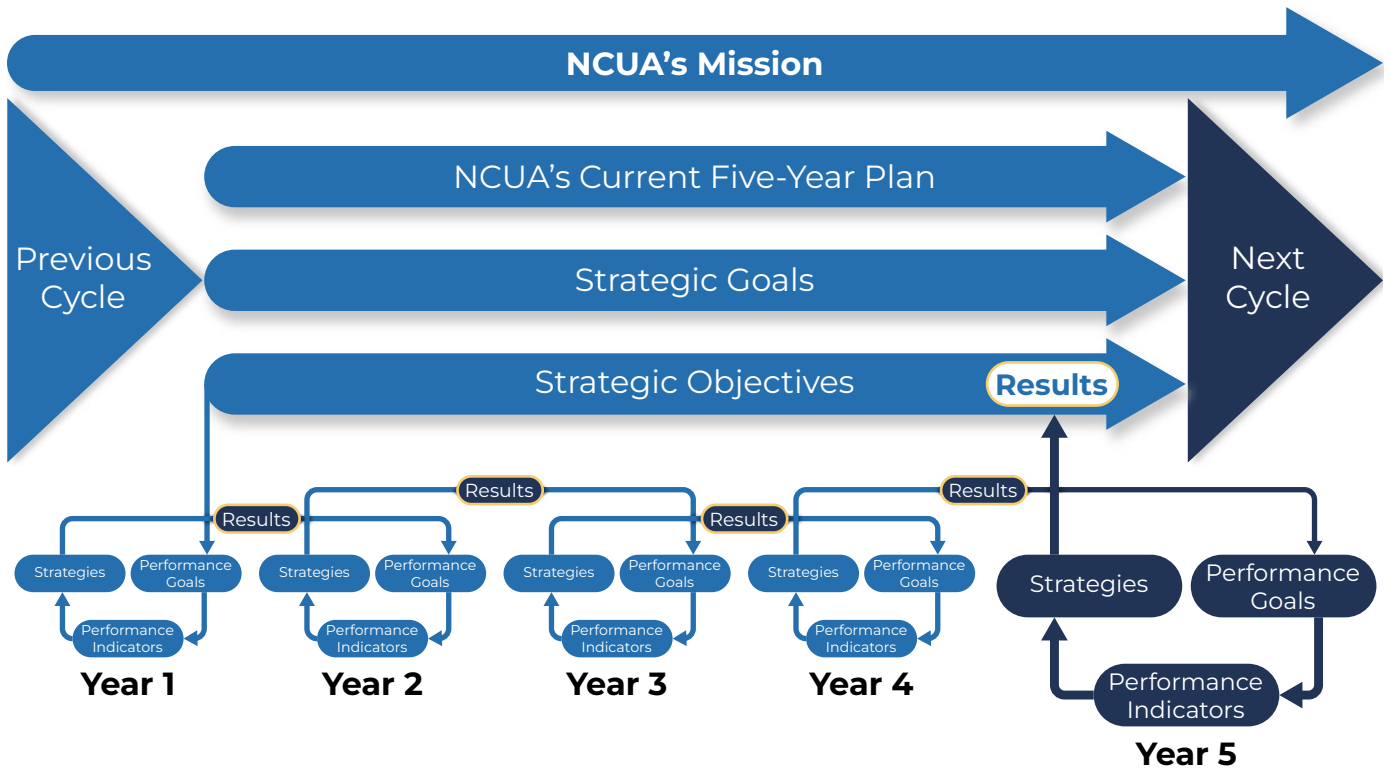 NCUA's Mission
NCUA's Current Five-Year Plan
Previous
Cycle
Strategic Goals
Next
Cycle
Strategic Objectives
Results
Results
Results
Results
Results
Strategies
Performance
Goals
Performance
Indicators
Year 1
Strategies
Performance
Goals
Performance
Indicators
Year 2
Strategies
Performance
Goals
Performance
Indicators
Year 3
Strategies
Performance
Goals
Performance
Indicators
Year 4
Strategies
Performance
Goals
Performance
Indicators
Year 5